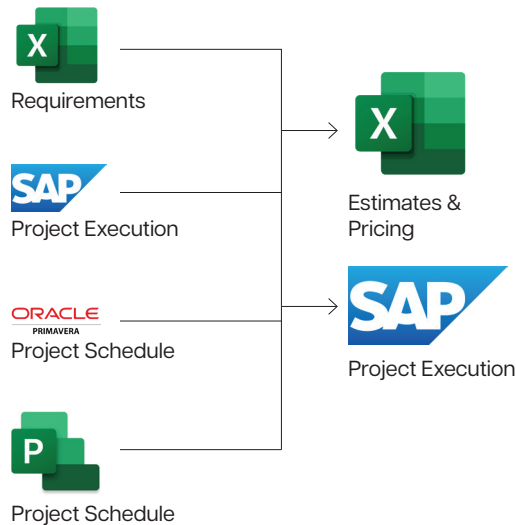 X
Requirements
SAP
Project Execution
ORACLE
PRIMAVERA
Project Schedule
P
Project Schedule
X
Estimates &
Pricing
SAP
Project Execution